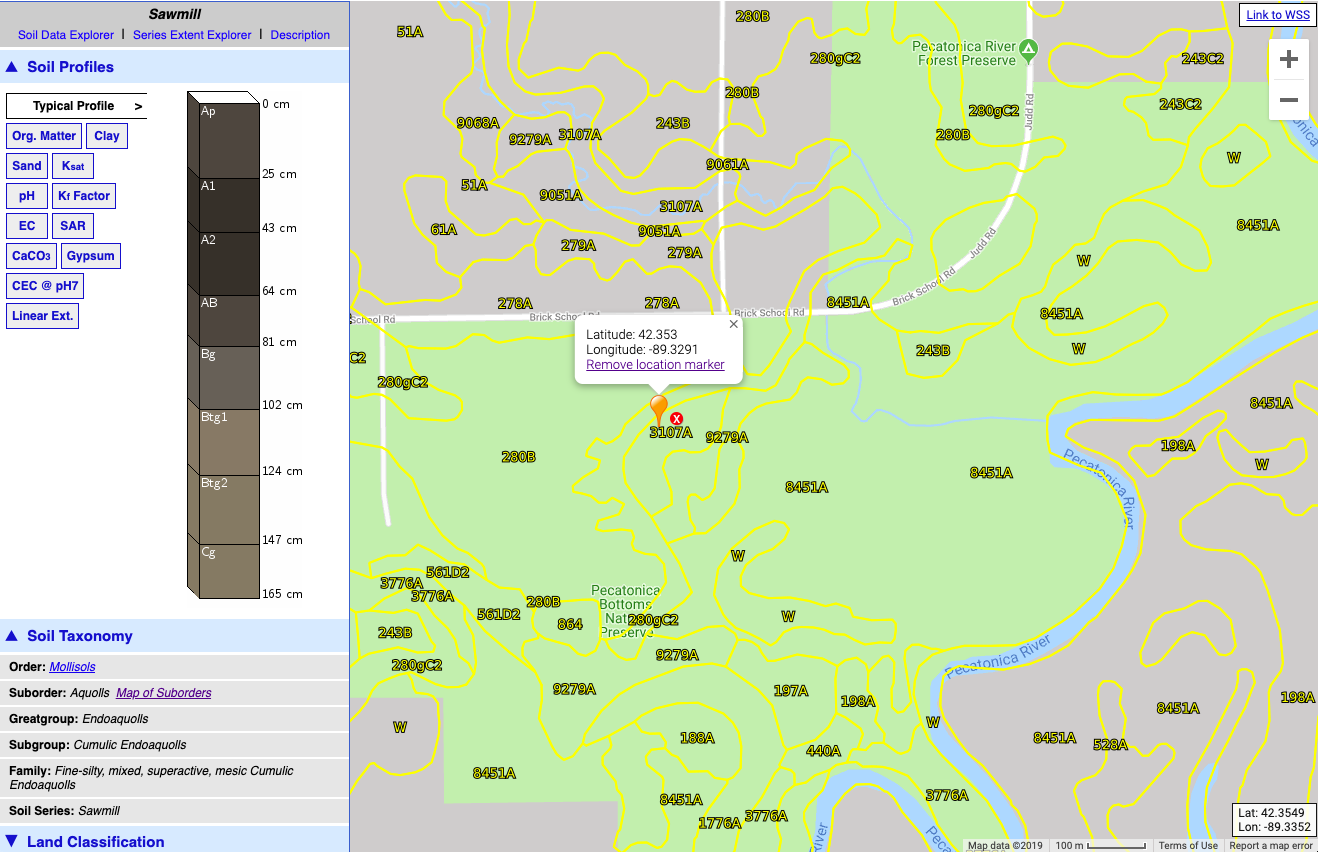 Sawmill
Soil Data Explorer | Series Extent Explorer | Description
▲ Soil Profiles
Typical Profile >
Org. Matter Clay
Sand Ksat
pH Kf Factor
EC SAR
CaCO3 Gypsum
CEC @ pH7
Linear Ext.
0 cm
Ap
25 cm
A1
43 cm
A2
64 cm
AB
81 cm
Bg
102 cm
Btg1
124 cm
Btg2
147 cm
Cg
165 cm
▲ Soil Taxonomy
Order: Mollisols
Suborder: Aquolls Map of Suborders
Greatgroup: Endoaquolls
Subgroup: Cumulic Endoaquolls
Family: Fine-silty, mixed, superactive, mesic Cumulic
Endoaquolls
Soil Series: Sawmill
▼ Land Classification
Link to WSS
+
−
280B
51A
Pecatonica River
Forest Preserve
280gC2
243C2
280B
243C2
280gC2
Judd Rd
9068A
9279A
3107A
243B
280B
W
9061A
51A
9051A
3107A
8451A
61A
9051A
279A
279A
Judd Rd
W
Brick School Rd
278A
278A
8451A
8451A
School Rd
Brick School Rd
Brick School Rd
Latitude: 42.353
Longitude: -89.3291
Remove location marker
C2
280gC2
243B
W
8451A
X
3107A
9279A
198A
280B
Pecatonica River
W
8451A
8451A
W
561D2
3776A
3776A
280B
561D2
Pecatonica
Bottoms
Preserve
864
280gC2
W
243B
280gC2
9279A
Pecatonica River
9279A
197A
198A
198A
W
188A
W
8451A
8451A
528A
440A
8451A
8451A
3776A
1776A
3776A
Lat: 42.3549
Lon: -89.3352
Map data ©2019 100 m Terms of Use Report a map error